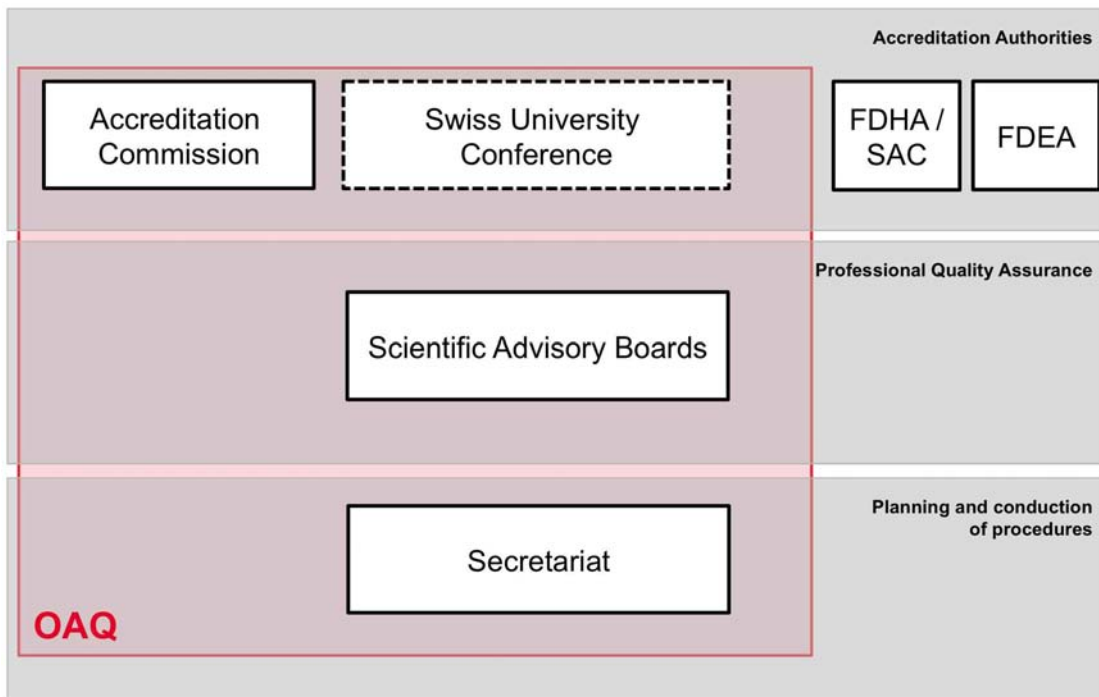 Accreditation Authorities
Accreditation
Commission
Swiss University
Conference
FDHA /
SAC
FDEA
Professional Quality Assurance
Scientific Advisory Boards
Planning and conduction
of procedures
Secretariat
OAQ